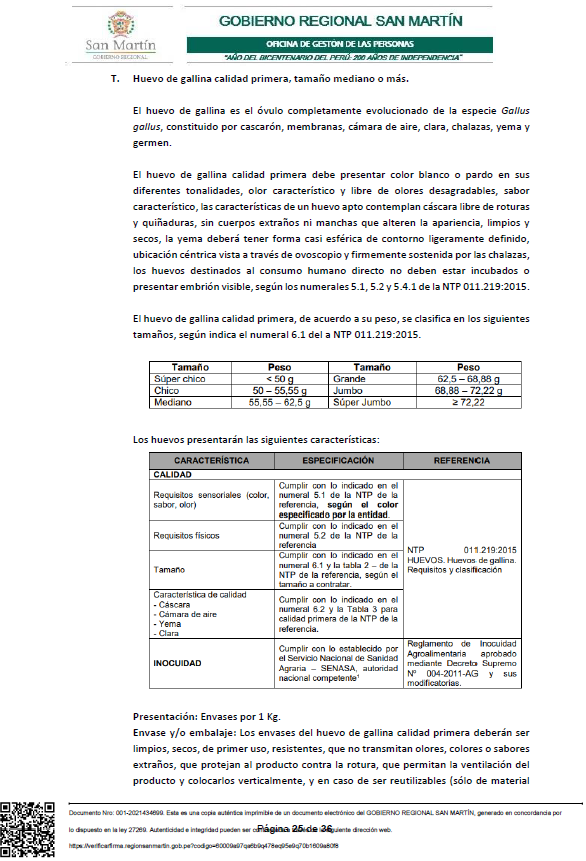 San Martín
GOBIERNO REGIONAL
GOBIERNO REGIONAL SAN MARTÍN
OFICINA DE GESTIÓN DE LAS PERSONAS
"AÑO DEL BICENTENARIO DEL PERÚ: 200 AÑOS DE INDEPENDENCIA"
T. Huevo de gallina calidad primera, tamaño mediano o más.
El huevo de gallina es el óvulo completamente evolucionado de la especie Gallus
gallus, constituido por cascarón, membranas, cámara de aire, clara, chalazas, yema y
germen.
El huevo de gallina calidad primera debe presentar color blanco o pardo en sus
diferentes tonalidades, olor característico y libre de olores desagradables, sabor
característico, las características de un huevo apto contemplan cáscara libre de roturas
y quiñaduras, sin cuerpos extraños ni manchas que alteren la apariencia, limpios y
secos, la yema deberá tener forma casi esférica de contorno ligeramente definido,
ubicación céntrica vista a través de ovoscopio y firmemente sostenida por las chalazas,
los huevos destinados al consumo humano directo no deben estar incubados o
presentar embrión visible, según los numerales 5.1, 5.2 y 5.4.1 de la NTP 011.219:2015.
El huevo de gallina calidad primera, de acuerdo a su peso, se clasifica en los siguientes
tamaños, según indica el numeral 6.1 del a NTP 011.219:2015.
Tamaño Peso Tamaño Peso
Súper chico < 50 g Grande 62,5 – 68,88 g
Chico 50 – 55,55 g Jumbo 68,88 – 72,22 g
Mediano 55,55 – 62,5 g Súper Jumbo ≥ 72,22
Los huevos presentarán las siguientes características:
CARACTERÍSTICA ESPECIFICACIÓN REFERENCIA
CALIDAD
Requisitos sensoriales (color,
sabor, olor)
Cumplir con lo indicado en el
numeral 5.1 de la NTP de la
referencia, según el color
especificado por la entidad.
Requisitos físicos
Cumplir con lo indicado en el
numeral 5.2 de la NTP de la
referencia
Tamaño
Cumplir con lo indicado en el
numeral 6.1 y la tabla 2 – de la
NTP de la referencia, según el
tamaño a contratar.
Característica de calidad
- Cáscara
- Cámara de aire
- Yema
- Clara
Cumplir con lo indicado en el
numeral 6.2 y la Tabla 3 para
calidad primera de la NTP de la
referencia.
NTP 011.219:2015
HUEVOS. Huevos de gallina.
Requisitos y clasificación
INOCUIDAD
Cumplir con lo establecido por
el Servicio Nacional de Sanidad
Agraria – SENASA, autoridad
nacional competente¹
Reglamento de Inocuidad
Agroalimentaria aprobado
mediante Decreto Supremo
N° 004-2011-AG y sus
modificatorias.
Presentación: Envases por 1 Kg.
Envase y/o embalaje: Los envases del huevo de gallina calidad primera deberán ser
limpios, secos, de primer uso, resistentes, que no transmitan olores, colores o sabores
extraños, que protejan al producto contra la rotura, que permitan la ventilación del
producto y colocarlos verticalmente, y en caso de ser reutilizables (sólo de material
Documento Nro: 001-2021434699. Esta es una copia auténtica imprimible de un documento electrónico del GOBIERNO REGIONAL SAN MARTÍN, generado en concordancia por
lo dispuesto en la ley 27269. Autenticidad e integridad pueden ser siguiente dirección web.
Página 25 de 36